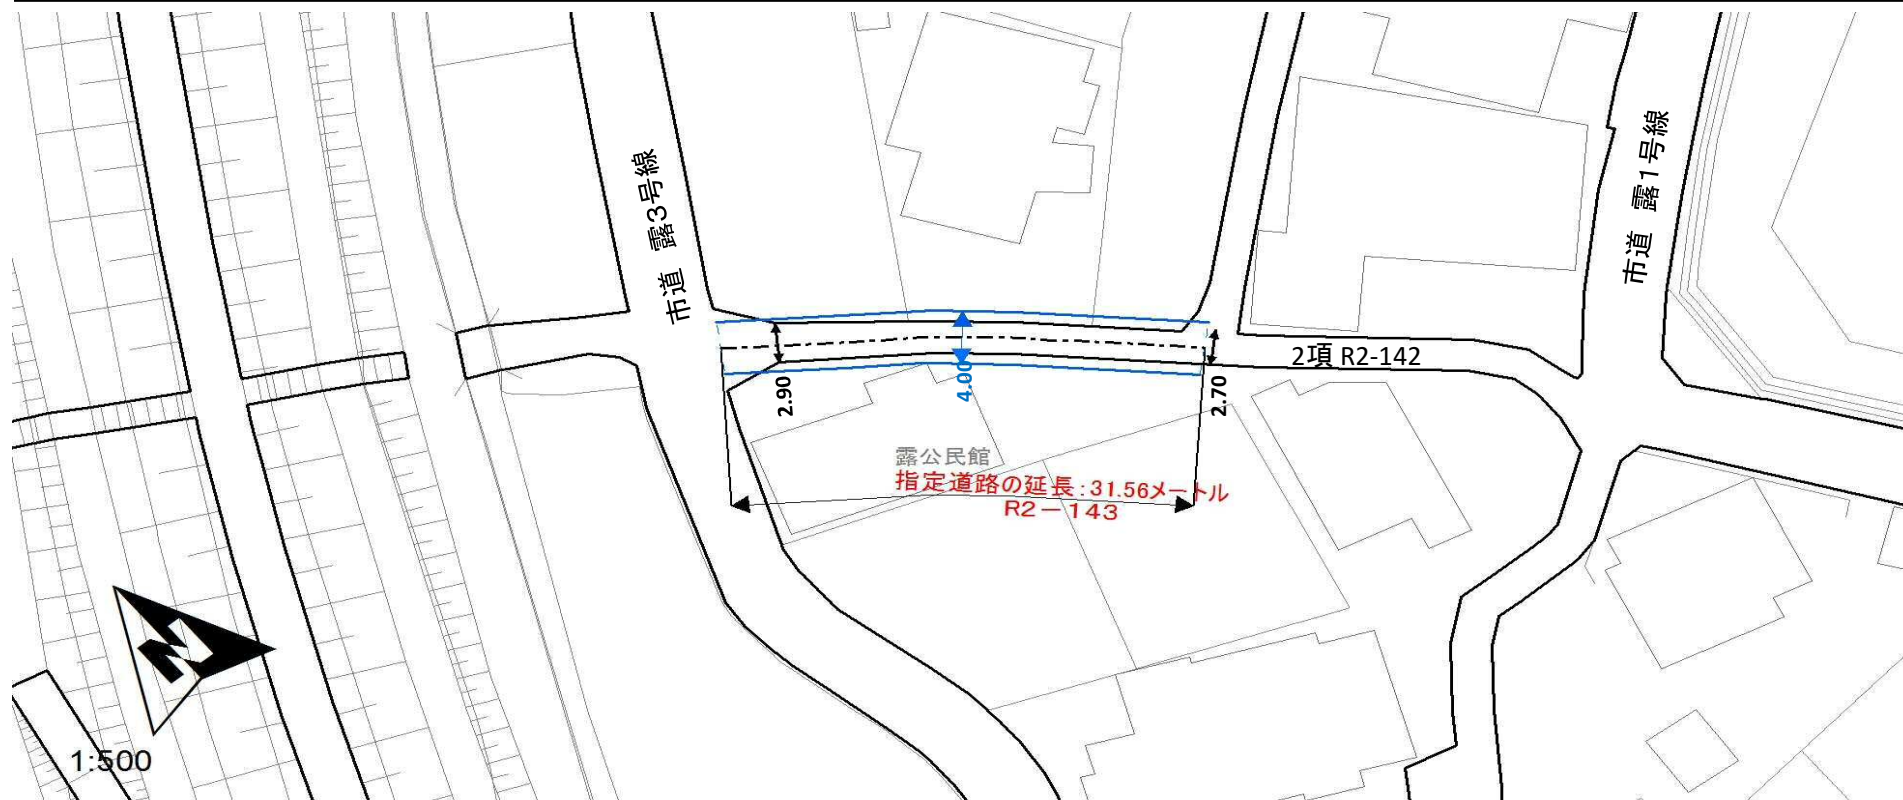 市道 露3号線
市道 露1号線
2項 R2-142
2.90
4.00
2.70
露公民館
指定道路の延長:31.56メートル
R2－143
N
1:500